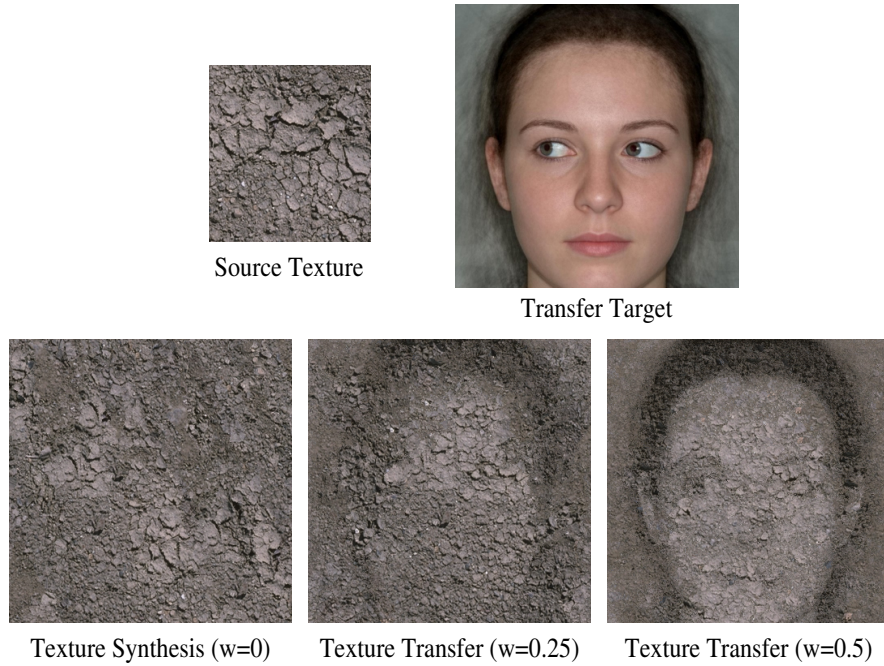 Source Texture
Transfer Target
Texture Synthesis (w=0)
Texture Transfer (w=0.25)
Texture Transfer (w=0.5)